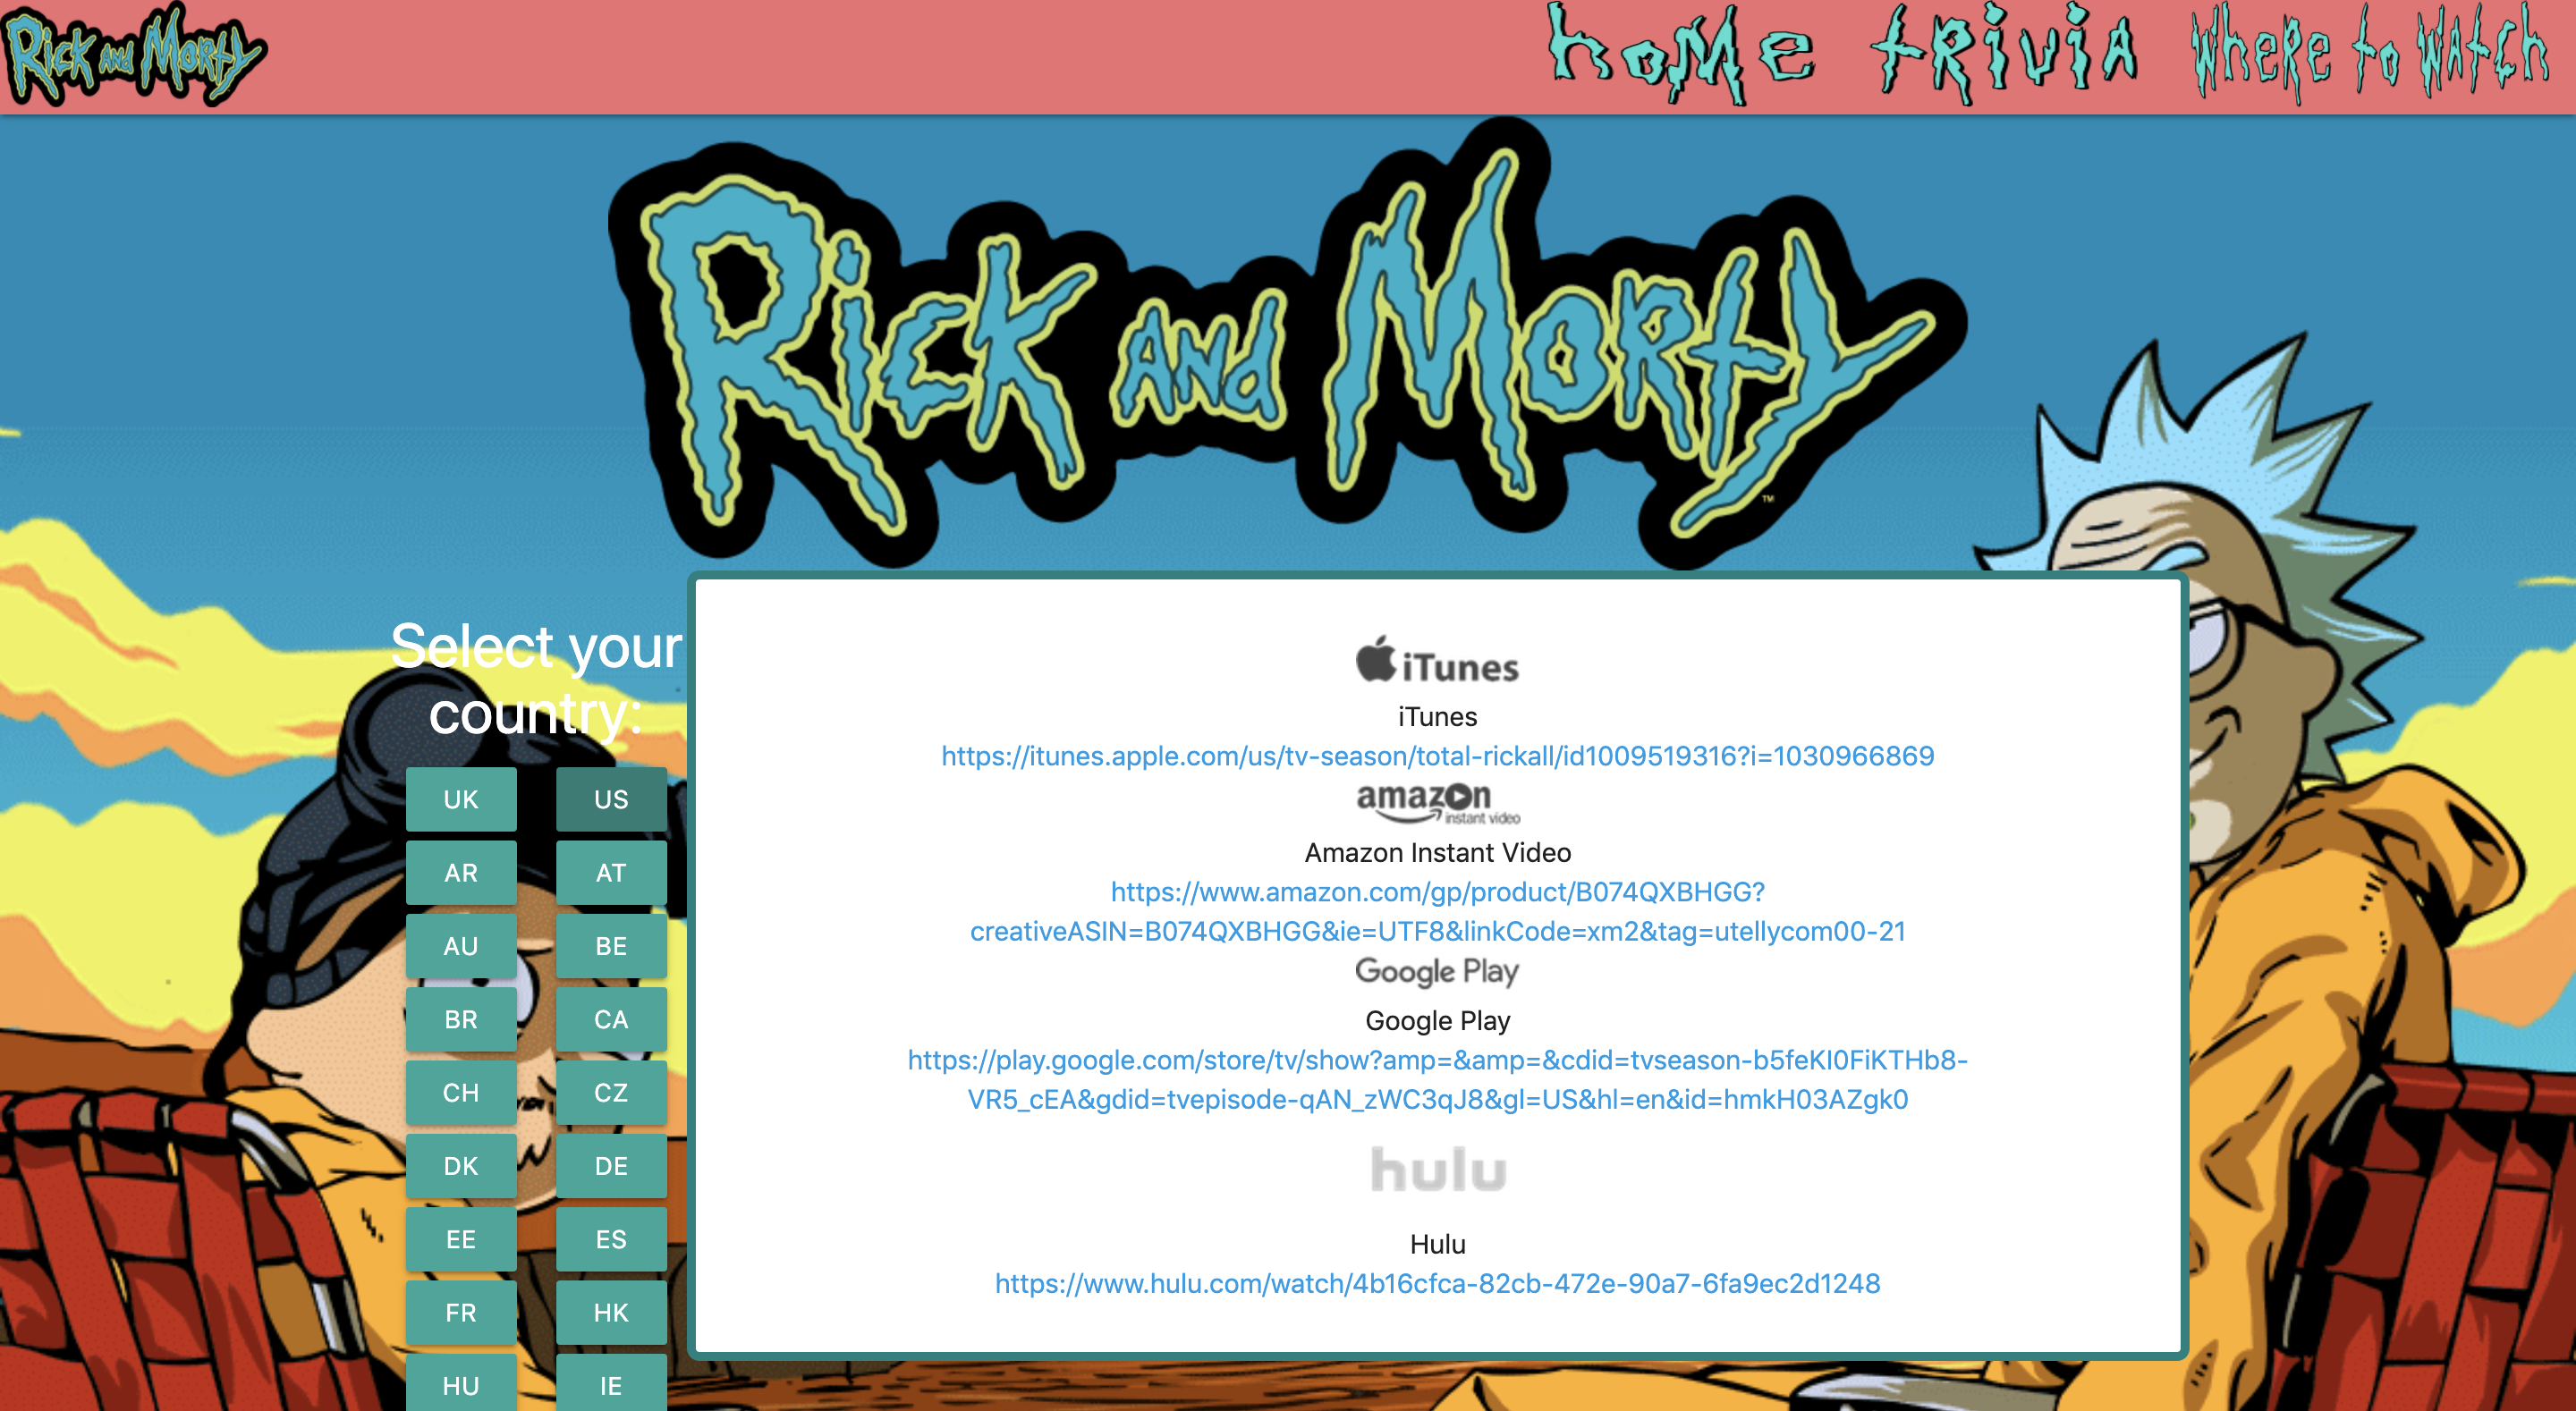 Rick and Morty
home trivia where to watch
Rick and Morty
TM
Select your
country:
UK US
AR AT
AU BE
BR CA
CH CZ
DK DE
EE ES
FR HK
HU IE
iTunes
iTunes
https://itunes.apple.com/us/tv-season/total-rickall/id1009519316?i=1030966869
amazon
instant video
Amazon Instant Video
https://www.amazon.com/gp/product/B074QXBHGG?
creativeASIN=B074QXBHGG&ie=UTF8&linkCode=xm2&tag=utellycom00-21
Google Play
Google Play
https://play.google.com/store/tv/show?amp=&amp=&cdid=tvseason-b5feKI0FiKTHb8-
VR5_cEA&gdid=tvepisode-qAN_zWC3qJ8&gl=US&hl=en&id=hmkH03AZgk0
hulu
Hulu
https://www.hulu.com/watch/4b16cfca-82cb-472e-90a7-6fa9ec2d1248